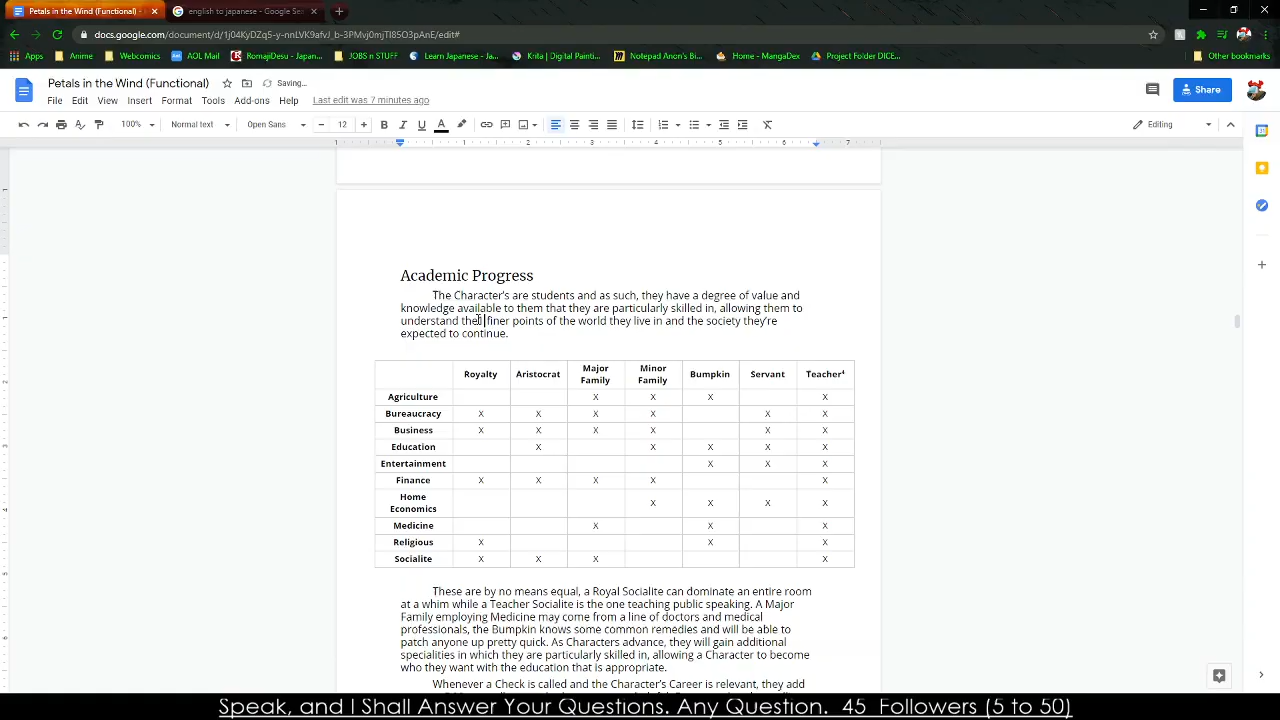 Petals in the Wind (Functional) -
english to japanese - Google Sei
docs.google.com/document/d/1j04KyDZq5-y-nnLVK9afvJ_b-3PMvj0mjTI85O3pAnE/edit#
Apps Anime Webcomics AOL Mail RomajiDesu - Japan... JOBS n STUFF Learn Japanese - Ja... Krita | Digital Painti... Notepad Anon's Bi... Home - MangaDex Project Folder DICE... Other bookmarks
Petals in the Wind (Functional) Saving...
File Edit View Insert Format Tools Add-ons Help Last edit was 7 minutes ago
Share
100% Normal text Open Sans 12 B I U A Editing
1 1 2 3 4 5 6 7
Academic Progress
The Character's are students and as such, they have a degree of value and
knowledge available to them that they are particularly skilled in, allowing them to
understand the finer points of the world they live in and the society they're
expected to continue.
Royalty Aristocrat Major Family Minor Family Bumpkin Servant Teacher⁴
Agriculture X X X X
Bureaucracy X X X X X X
Business X X X X X X
Education X X X X X
Entertainment X X X
Finance X X X X X
Home Economics X X X X
Medicine X X X
Religious X X X
Socialite X X X X
These are by no means equal, a Royal Socialite can dominate an entire room
at a whim while a Teacher Socialite is the one teaching public speaking. A Major
Family employing Medicine may come from a line of doctors and medical
professionals, the Bumpkin knows some common remedies and will be able to
patch anyone up pretty quick. As Characters advance, they will gain additional
specialities in which they are particularly skilled in, allowing a Character to become
who they want with the education that is appropriate.
Whenever a Check is called and the Character's Career is relevant, they add
Speak, and I Shall Answer Your Questions. Any Question. 45 Followers (5 to 50)